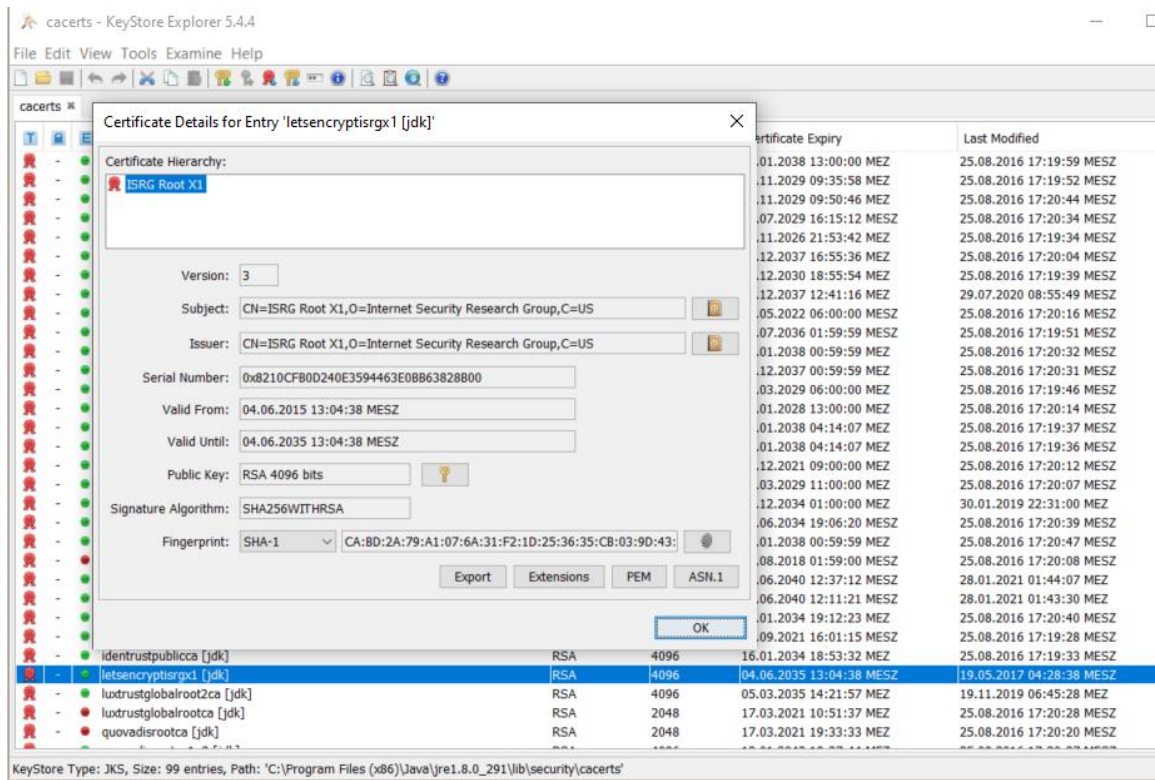 cacerts - KeyStore Explorer 5.4.4
File Edit View Tools Examine Help
cacerts
T E
Certificate Details for Entry 'letsencryptisrgx1 [jdk]'
Certificate Hierarchy:
ISRG Root X1
Version: 3
Subject: CN=ISRG Root X1,O=Internet Security Research Group,C=US
Issuer: CN=ISRG Root X1,O=Internet Security Research Group,C=US
Serial Number: 0x8210CFB0D240E3594463E0BB63828B00
Valid From: 04.06.2015 13:04:38 MESZ
Valid Until: 04.06.2035 13:04:38 MESZ
Public Key: RSA 4096 bits
Signature Algorithm: SHA256WITHRSA
Fingerprint: SHA-1 CA:BD:2A:79:A1:07:6A:31:F2:1D:25:36:35:CB:03:9D:43:
Export Extensions PEM ASN.1
OK
ertificate Expiry Last Modified
.01.2038 13:00:00 MEZ 25.08.2016 17:19:59 MESZ
.11.2029 09:35:58 MEZ 25.08.2016 17:19:52 MESZ
.11.2029 09:50:46 MEZ 25.08.2016 17:20:44 MESZ
.07.2029 16:15:12 MESZ 25.08.2016 17:20:34 MESZ
.11.2026 21:53:42 MEZ 25.08.2016 17:19:34 MESZ
.12.2037 16:55:36 MEZ 25.08.2016 17:20:04 MESZ
.12.2030 18:55:54 MEZ 25.08.2016 17:19:39 MESZ
.12.2037 12:41:16 MEZ 29.07.2020 08:55:49 MESZ
.05.2022 06:00:00 MESZ 25.08.2016 17:20:16 MESZ
.07.2036 01:59:59 MESZ 25.08.2016 17:19:51 MESZ
.01.2038 00:59:59 MEZ 25.08.2016 17:20:32 MESZ
.12.2037 00:59:59 MEZ 25.08.2016 17:20:31 MESZ
.03.2029 06:00:00 MEZ 25.08.2016 17:19:46 MESZ
.01.2028 13:00:00 MEZ 25.08.2016 17:20:14 MESZ
.01.2038 04:14:07 MEZ 25.08.2016 17:19:37 MESZ
.01.2038 04:14:07 MEZ 25.08.2016 17:19:36 MESZ
.12.2021 09:00:00 MEZ 25.08.2016 17:20:12 MESZ
.03.2029 11:00:00 MEZ 25.08.2016 17:20:07 MESZ
.12.2034 01:00:00 MEZ 30.01.2019 22:31:00 MEZ
.06.2034 19:06:20 MESZ 25.08.2016 17:20:39 MESZ
.01.2038 00:59:59 MEZ 25.08.2016 17:20:47 MESZ
.08.2018 01:59:00 MESZ 25.08.2016 17:20:08 MESZ
.06.2040 12:37:12 MESZ 28.01.2021 01:44:07 MEZ
.06.2040 12:11:21 MESZ 28.01.2021 01:43:30 MEZ
.01.2034 19:12:23 MEZ 25.08.2016 17:20:40 MESZ
.09.2021 16:01:15 MESZ 25.08.2016 17:19:28 MESZ
identrustpublicca [jdk] RSA 4096 16.01.2034 18:53:32 MEZ 25.08.2016 17:19:33 MESZ
letsencryptisrgx1 [jdk] RSA 4096 04.06.2035 13:04:38 MESZ 19.05.2017 04:28:38 MESZ
luxtrustglobalroot2ca [jdk] RSA 4096 05.03.2035 14:21:57 MEZ 19.11.2019 06:45:28 MEZ
luxtrustglobalrootca [jdk] RSA 2048 17.03.2021 10:51:37 MEZ 25.08.2016 17:20:28 MESZ
quovadisrootca [jdk] RSA 2048 17.03.2021 19:33:33 MEZ 25.08.2016 17:20:20 MESZ
KeyStore Type: JKS, Size: 99 entries, Path: 'C:\Program Files (x86)\Java\jre1.8.0_291\lib\security\cacerts'